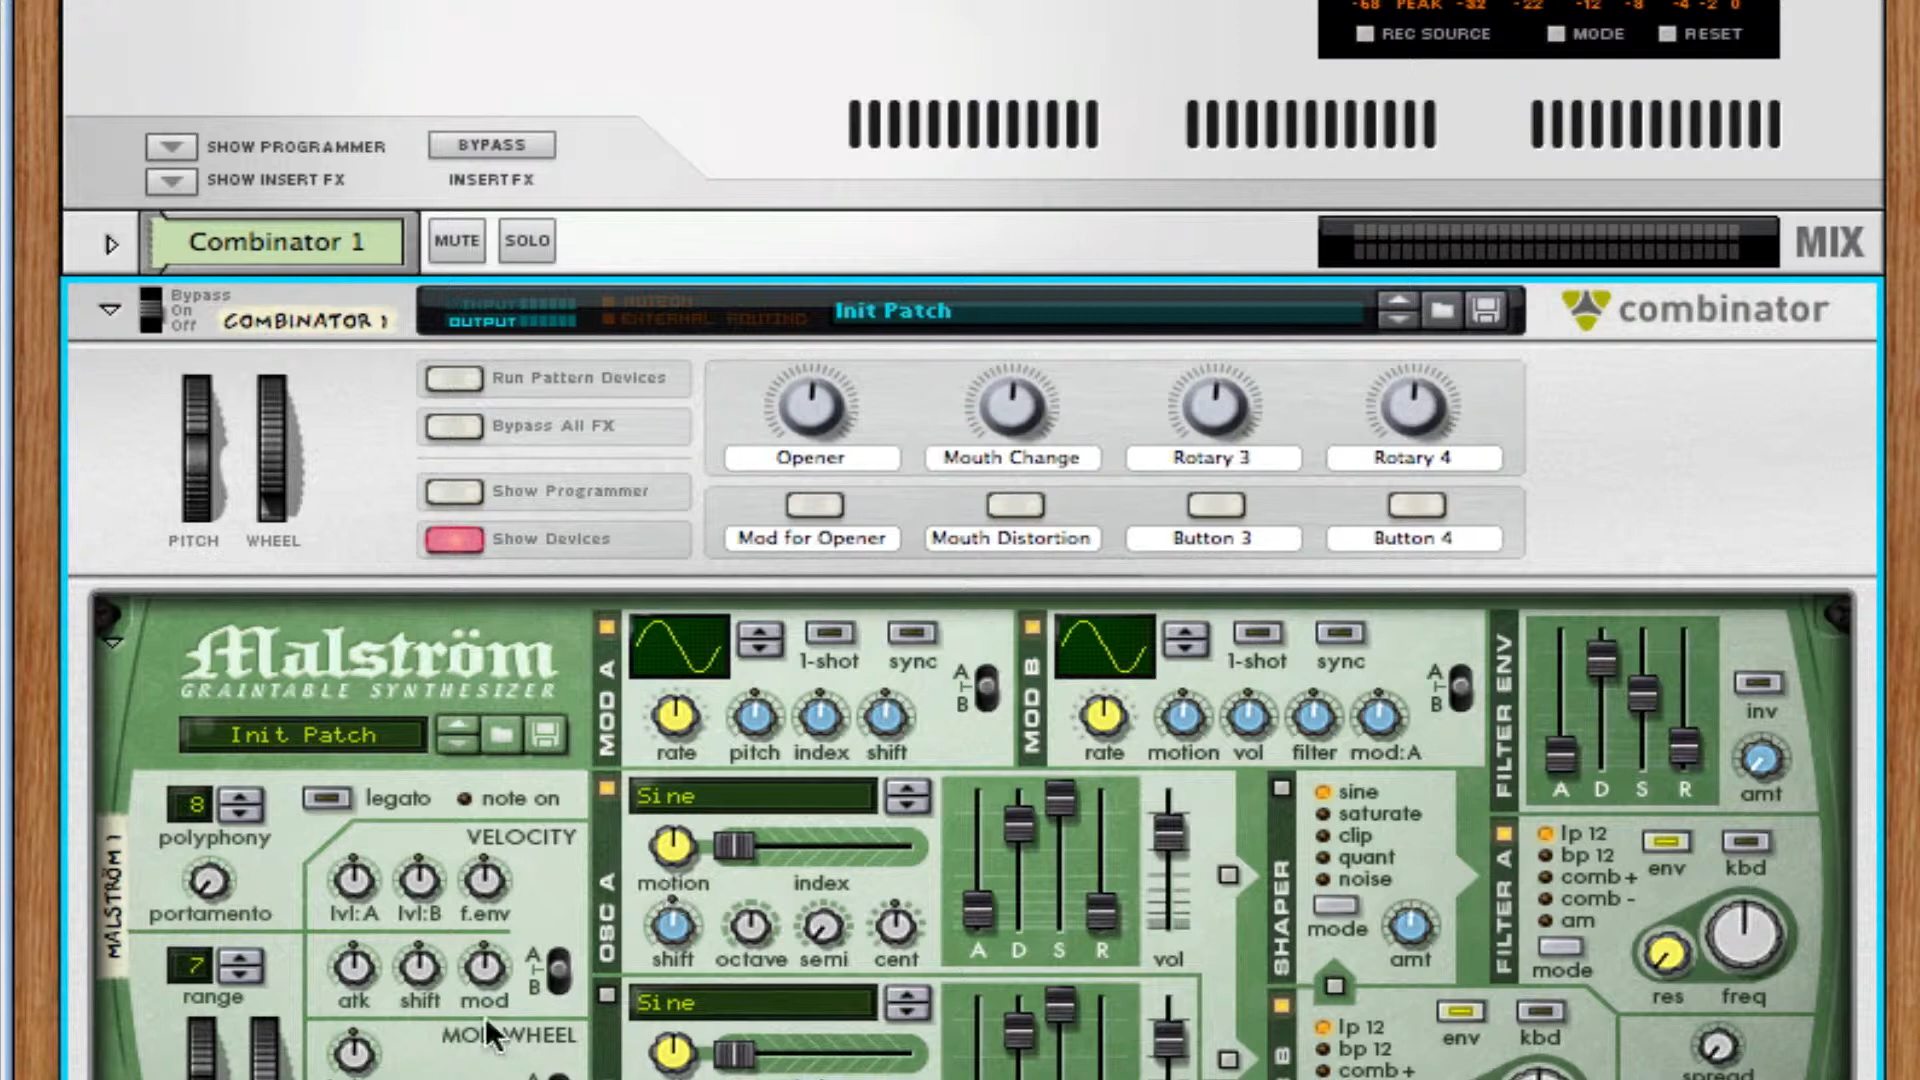 -68 PEAK -32 -22 -12 -8 -4 -2 0
REC SOURCE MODE RESET
SHOW PROGRAMMER BYPASS
SHOW INSERT FX INSERT FX
Combinator 1 MUTE SOLO MIX
Bypass
On
Off
COMBINATOR 1
INPUT
OUTPUT
EXTERNAL ROUTING
Init Patch
combinator
Run Pattern Devices
Bypass All FX
Show Programmer
Show Devices
PITCH WHEEL
Opener Mouth Change Rotary 3 Rotary 4
Mod for Opener Mouth Distortion Button 3 Button 4
Malström
GRAINTABLE SYNTHESIZER
Init Patch
MOD A
1-shot sync
A
B
rate pitch index shift
MOD B
1-shot sync
A
B
rate motion vol filter mod:A
FILTER ENV
A D S R
inv
amt
MALSTRÖM 1
8
polyphony
legato note on
portamento
VELOCITY
lvl:A lvl:B f.env
7
range
atk shift mod
A
B
MOD WHEEL
A
OSC A
Sine
motion index
shift octave semi cent
A D S R vol
Sine
SHAPER
sine
saturate
clip
quant
noise
mode amt
FILTER A
lp 12
bp 12
comb +
comb -
am
mode
env kbd
res freq
B
lp 12
bp 12
comb +
env kbd
spread